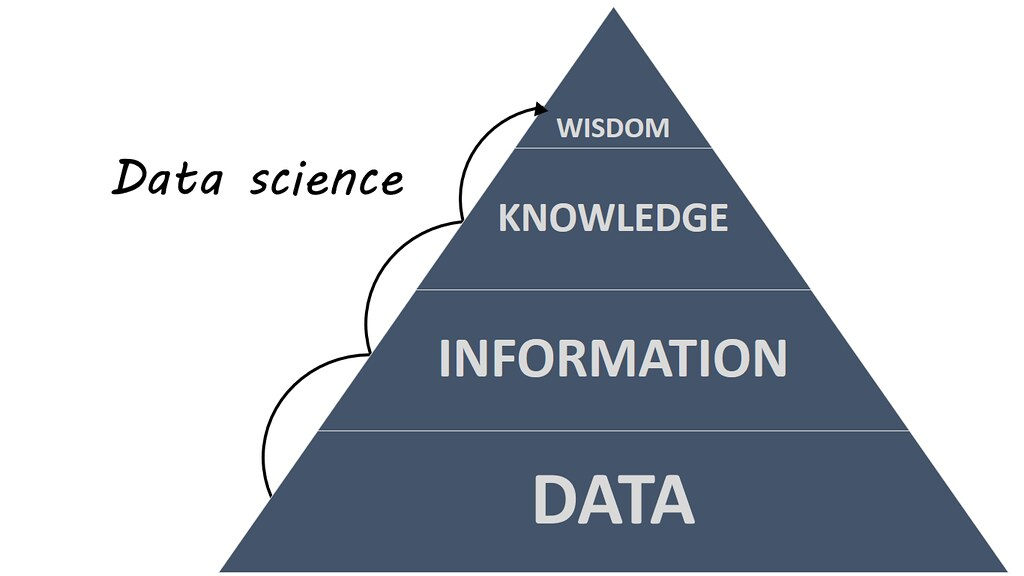 Data science
WISDOM
KNOWLEDGE
INFORMATION
DATA